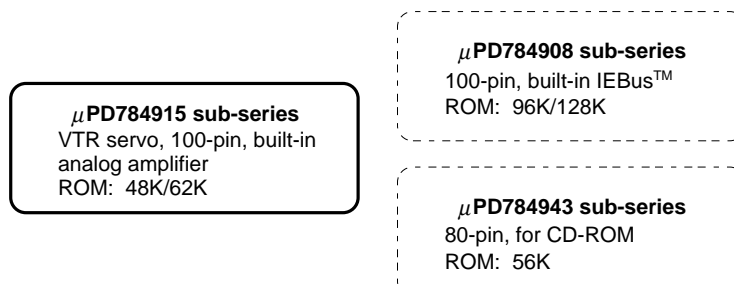 μPD784915 sub-series
VTR servo, 100-pin, built-in
analog amplifier
ROM: 48K/62K
μPD784908 sub-series
100-pin, built-in IEBus™
ROM: 96K/128K
μPD784943 sub-series
80-pin, for CD-ROM
ROM: 56K